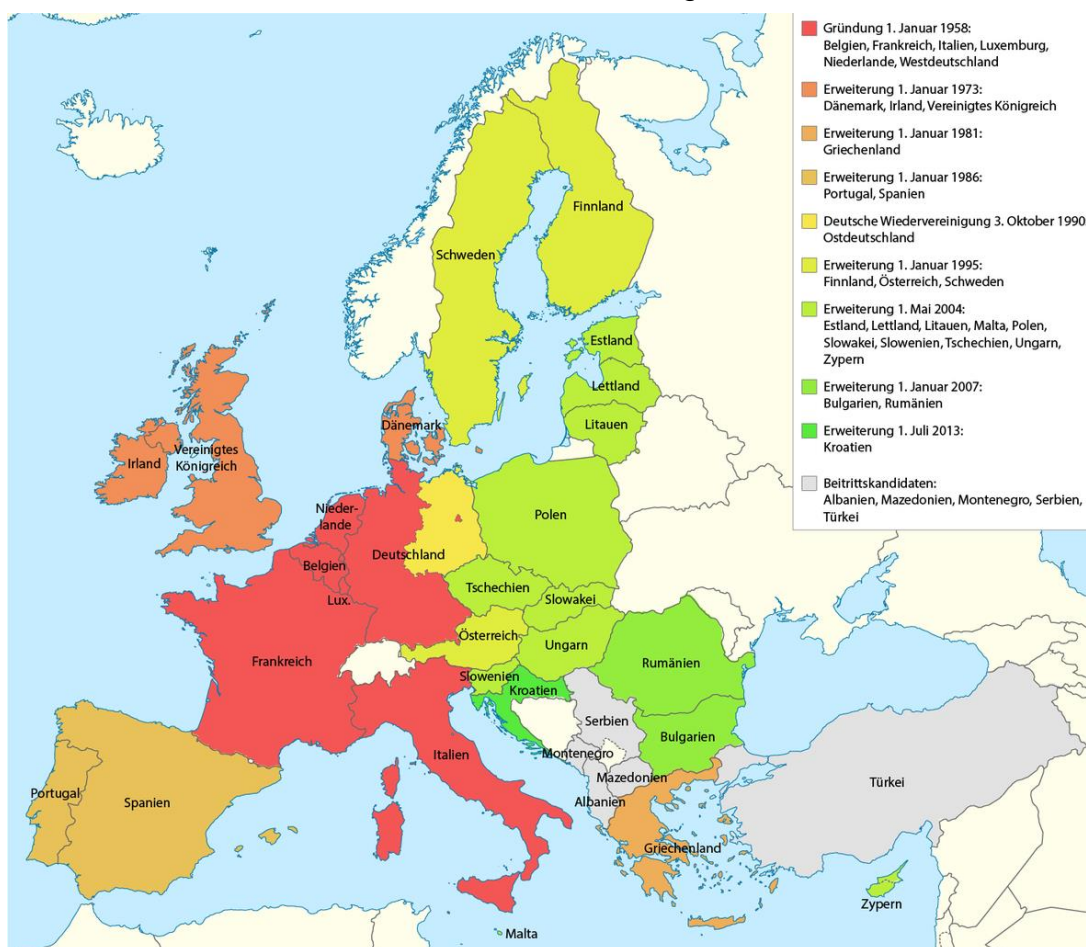 Gründung 1. Januar 1958:
Belgien, Frankreich, Italien, Luxemburg,
Niederlande, Westdeutschland
Erweiterung 1. Januar 1973:
Dänemark, Irland, Vereinigtes Königreich
Erweiterung 1. Januar 1981:
Griechenland
Erweiterung 1. Januar 1986:
Portugal, Spanien
Deutsche Wiedervereinigung 3. Oktober 1990
Ostdeutschland
Erweiterung 1. Januar 1995:
Finnland, Österreich, Schweden
Erweiterung 1. Mai 2004:
Estland, Lettland, Litauen, Malta, Polen,
Slowakei, Slowenien, Tschechien, Ungarn,
Zypern
Erweiterung 1. Januar 2007:
Bulgarien, Rumänien
Erweiterung 1. Juli 2013:
Kroatien
Beitrittskandidaten:
Albanien, Mazedonien, Montenegro, Serbien,
Türkei
Finnland
Schweden
Estland
Lettland
Litauen
Dänemark
Irland
Vereinigtes
Königreich
Nieder-
lande
Polen
Deutschland
Belgien
Lux.
Tschechien
Slowakei
Österreich
Ungarn
Frankreich
Rumänien
Slowenien
Kroatien
Serbien
Bulgarien
Montenegro
Italien
Mazedonien
Albanien
Türkei
Portugal
Spanien
Griechenland
Zypern
Malta